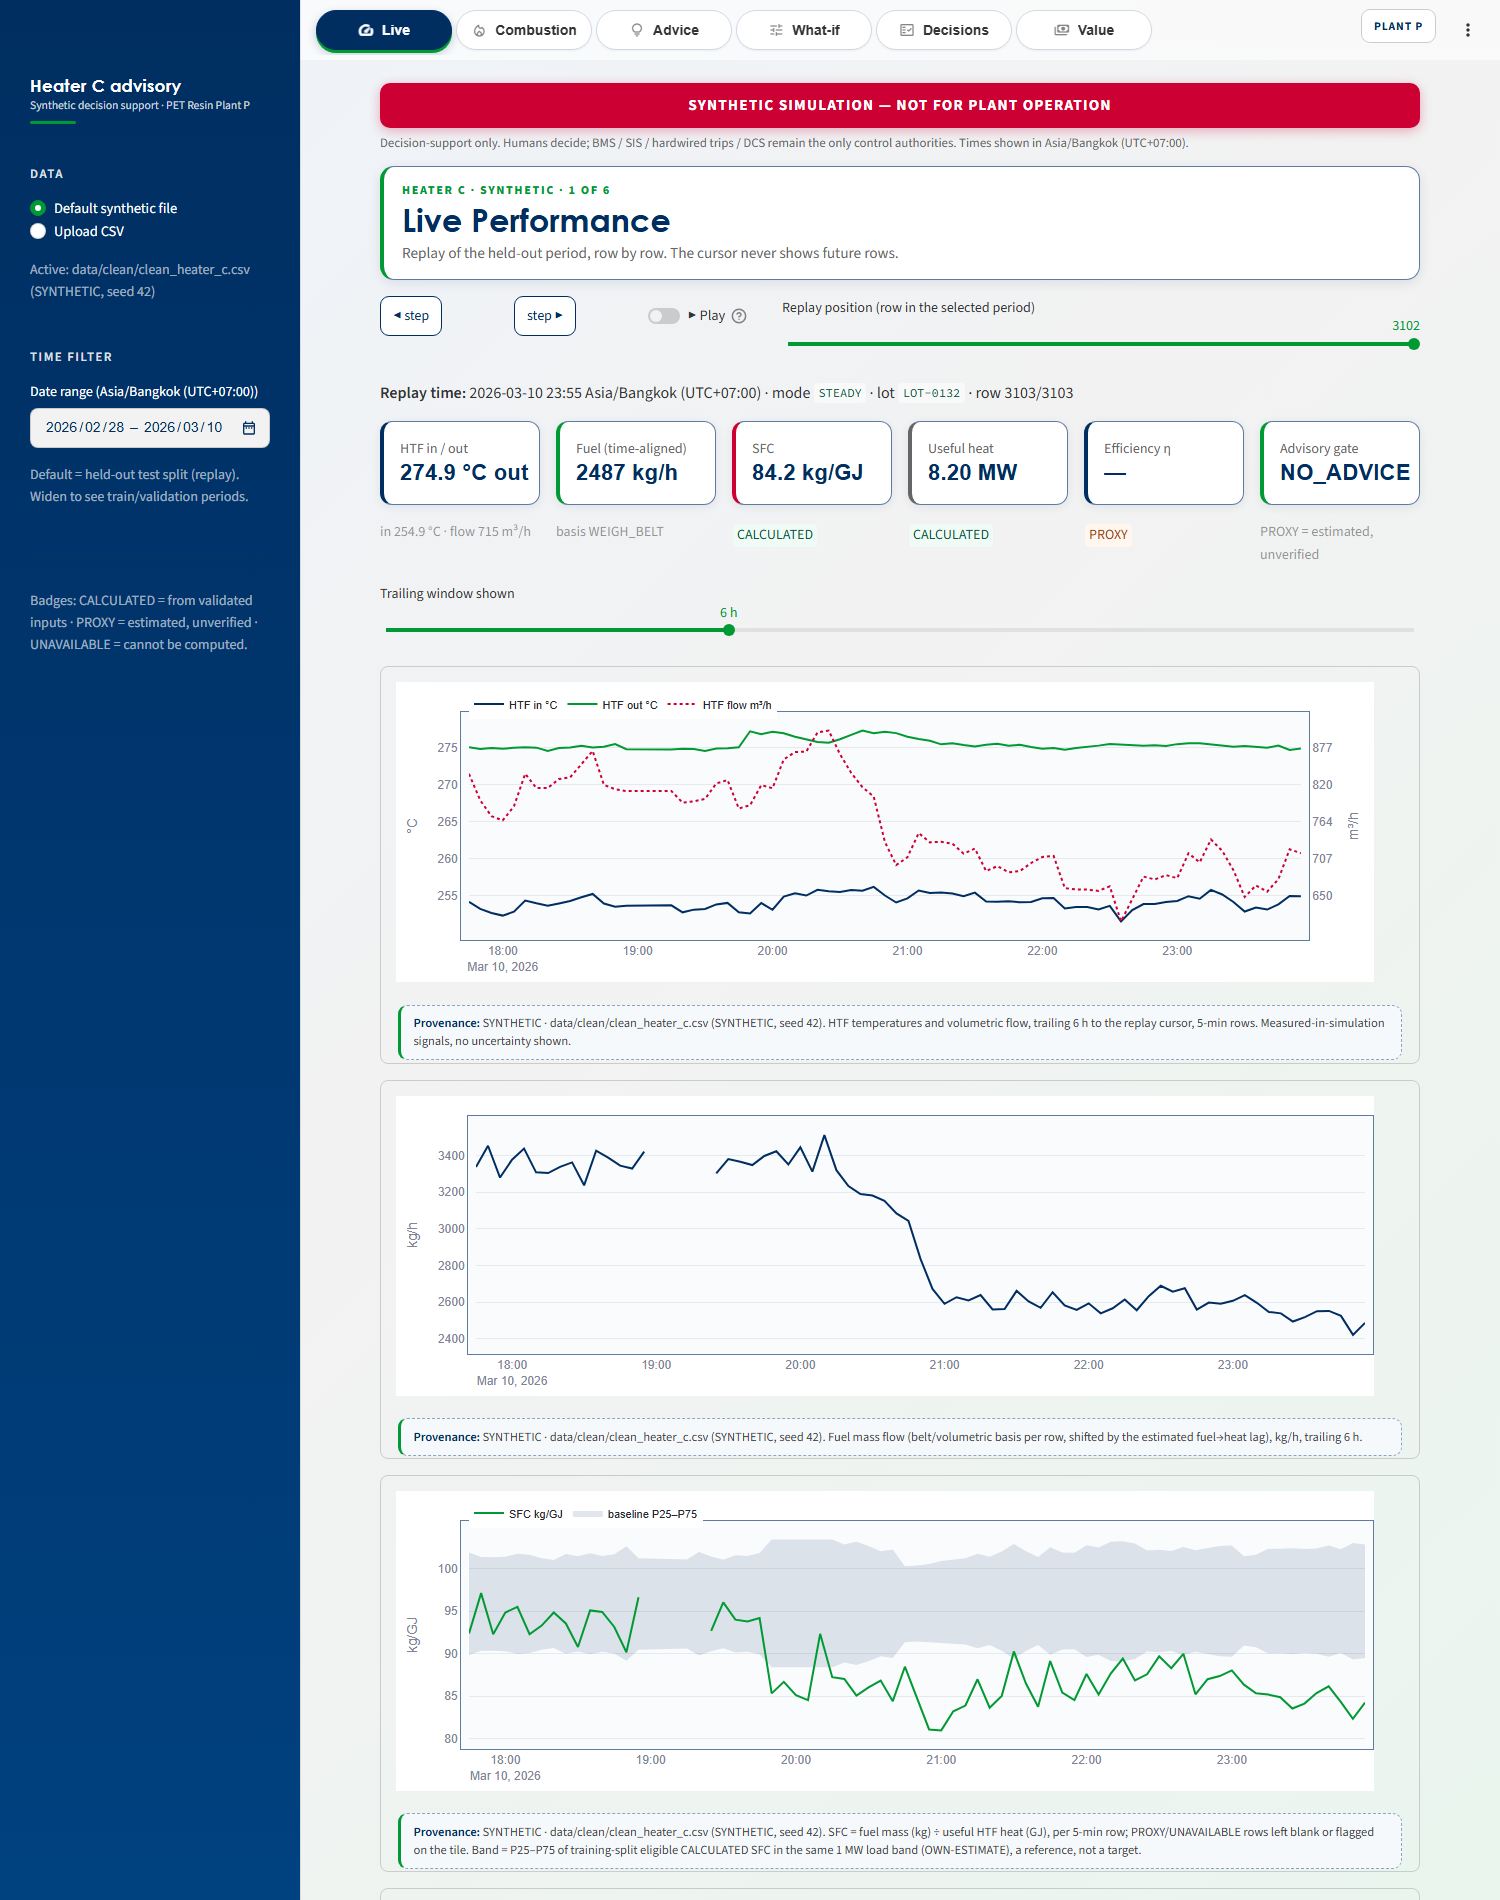 Live
Combustion
Advice
What-if
Decisions
Value
PLANT P
Heater C advisory
Synthetic decision support · PET Resin Plant P
DATA
Default synthetic file
Upload CSV
Active: data/clean/clean_heater_c.csv
(SYNTHETIC, seed 42)
TIME FILTER
Date range (Asia/Bangkok (UTC+07:00))
2026/02/28 – 2026/03/10
Default = held-out test split (replay).
Widen to see train/validation periods.
Badges: CALCULATED = from validated
inputs · PROXY = estimated, unverified ·
UNAVAILABLE = cannot be computed.
SYNTHETIC SIMULATION — NOT FOR PLANT OPERATION
Decision-support only. Humans decide; BMS / SIS / hardwired trips / DCS remain the only control authorities. Times shown in Asia/Bangkok (UTC+07:00).
HEATER C · SYNTHETIC · 1 OF 6
Live Performance
Replay of the held-out period, row by row. The cursor never shows future rows.
◄ step
step ►
► Play
Replay position (row in the selected period)
3102
Replay time: 2026-03-10 23:55 Asia/Bangkok (UTC+07:00) · mode STEADY · lot LOT-0132 · row 3103/3103
HTF in / out
274.9 °C out
in 254.9 °C · flow 715 m³/h
Fuel (time-aligned)
2487 kg/h
basis WEIGH_BELT
SFC
84.2 kg/GJ
CALCULATED
Useful heat
8.20 MW
CALCULATED
Efficiency η
—
PROXY
Advisory gate
NO_ADVICE
PROXY = estimated,
unverified
Trailing window shown
6 h
HTF in °C
HTF out °C
HTF flow m³/h
275
270
265
260
255
°C
877
820
764
707
650
m³/h
18:00
19:00
20:00
21:00
22:00
23:00
Mar 10, 2026
Provenance: SYNTHETIC · data/clean/clean_heater_c.csv (SYNTHETIC, seed 42). HTF temperatures and volumetric flow, trailing 6 h to the replay cursor, 5-min rows. Measured-in-simulation
signals, no uncertainty shown.
3400
3200
3000
2800
2600
2400
kg/h
18:00
19:00
20:00
21:00
22:00
23:00
Mar 10, 2026
Provenance: SYNTHETIC · data/clean/clean_heater_c.csv (SYNTHETIC, seed 42). Fuel mass flow (belt/volumetric basis per row, shifted by the estimated fuel→heat lag), kg/h, trailing 6 h.
SFC kg/GJ
baseline P25–P75
100
95
90
85
80
kg/GJ
18:00
19:00
20:00
21:00
22:00
23:00
Mar 10, 2026
Provenance: SYNTHETIC · data/clean/clean_heater_c.csv (SYNTHETIC, seed 42). SFC = fuel mass (kg) ÷ useful HTF heat (GJ), per 5-min row; PROXY/UNAVAILABLE rows left blank or flagged
on the tile. Band = P25–P75 of training-split eligible CALCULATED SFC in the same 1 MW load band (OWN-ESTIMATE), a reference, not a target.